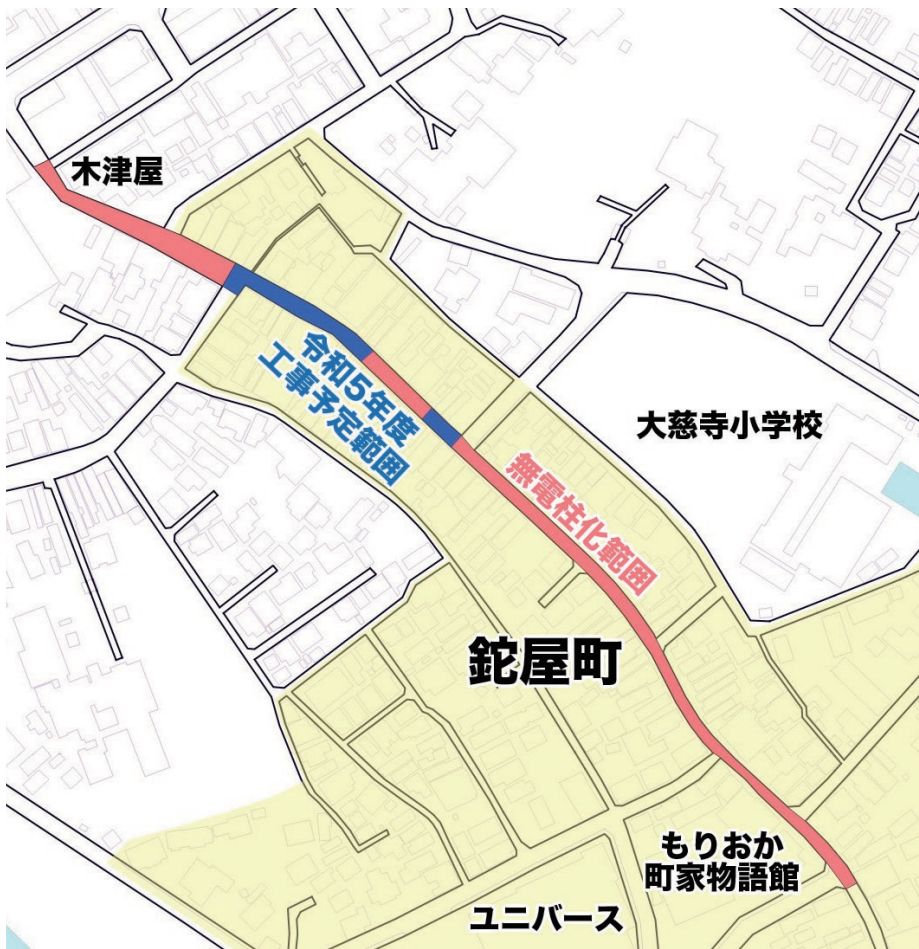 木津屋
令和5年度
工事予定範囲
大慈寺小学校
無電柱化範囲
鉈屋町
もりおか
町家物語館
ユニバース